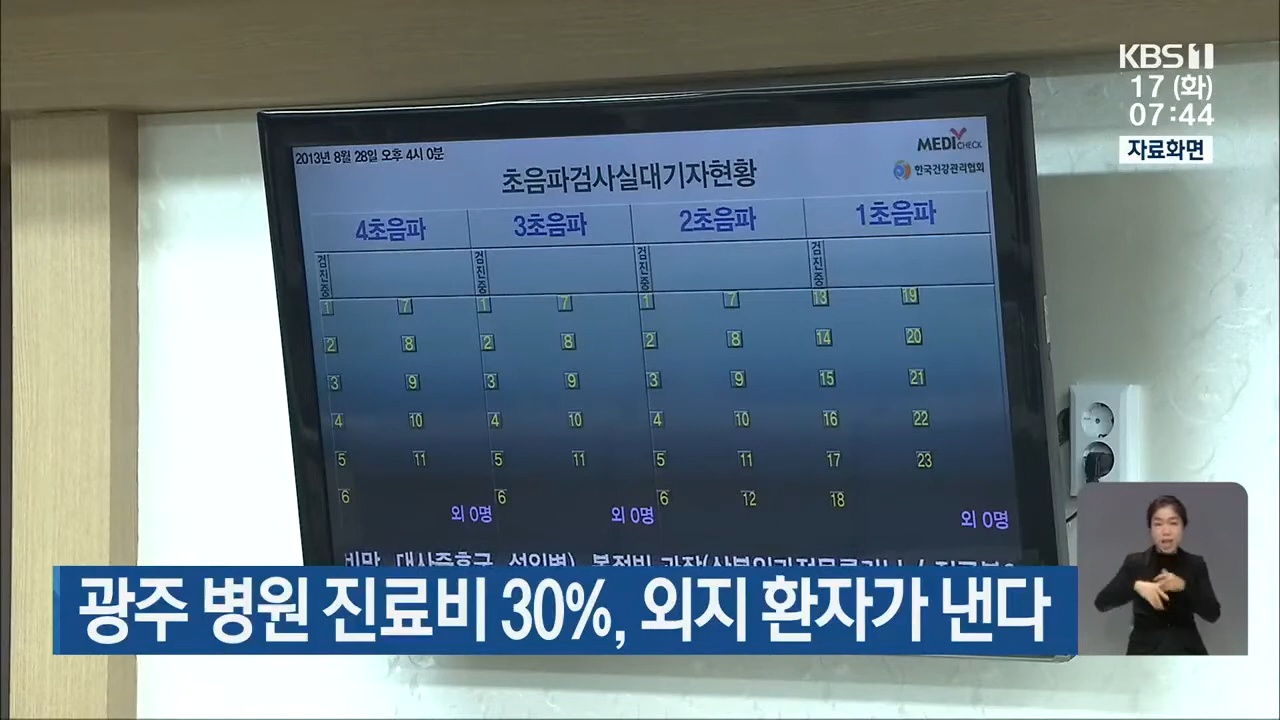 KBS1
17 (화)
07:44
자료화면
2013년 8월 28일 오후 4시 0분
MEDICHECK
한국건강관리협회
초음파검사실대기자현황
4초음파 3초음파 2초음파 1초음파
검진중 검진중 검진중 검진중
1 7 1 7 1 7 13 19
2 8 2 8 2 8 14 20
3 9 3 9 3 9 15 21
4 10 4 10 4 10 16 22
5 11 5 11 5 11 17 23
6 6 6 12 18
외 0명 외 0명 외 0명
광주 병원 진료비 30%, 외지 환자가 낸다